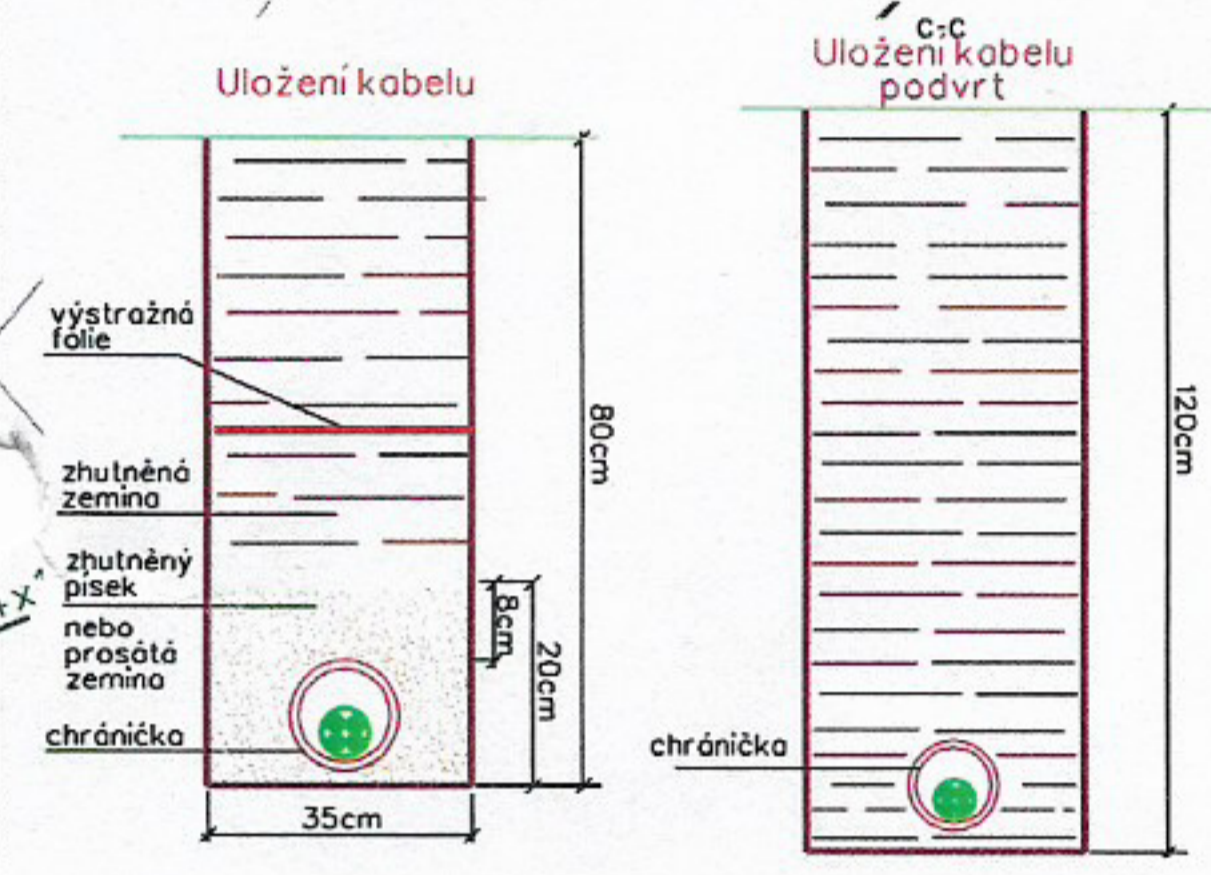 Uložení kabelu
výstražná
fólie
zhutněná
zemina
zhutněný
písek
nebo
prosátá
zemina
chránička
80cm
8cm
20cm
35cm
+x
c-c
Uložení kabelu
podvrt
chránička
120cm